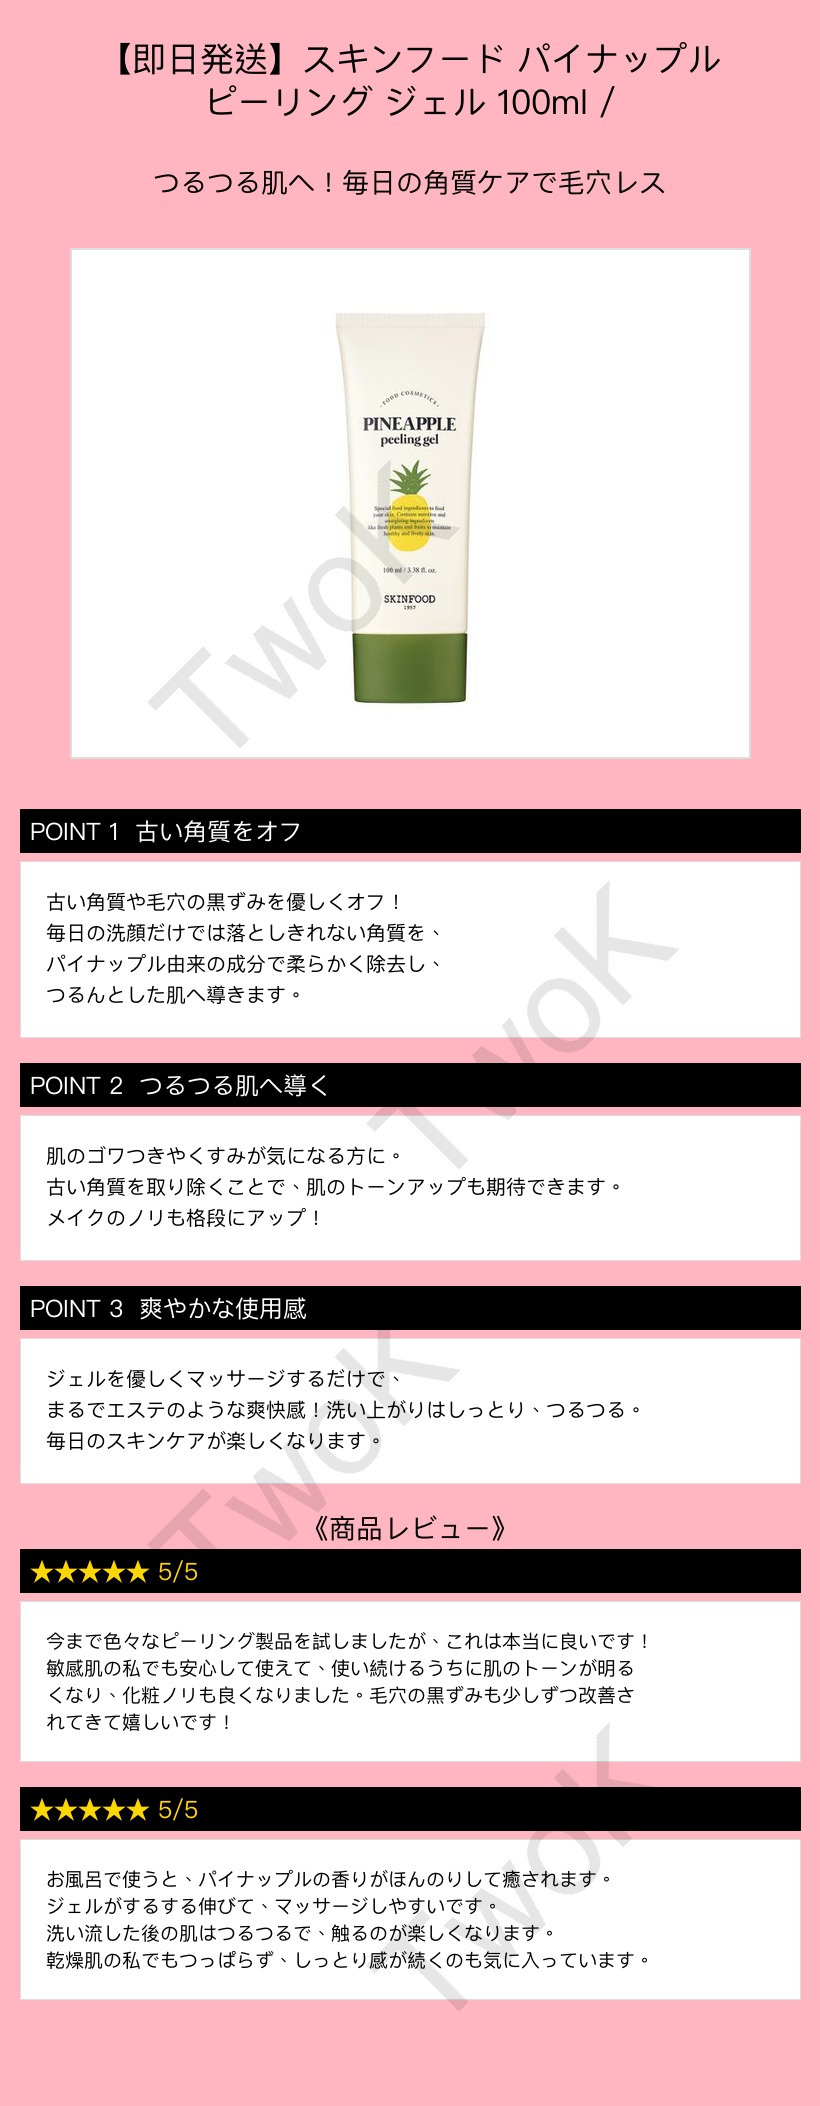 【即日発送】スキンフード パイナップル
ピーリング ジェル 100ml /
つるつる肌へ！毎日の角質ケアで毛穴レス
·FOOD COSMETICS·
PINEAPPLE
peeling gel
Special food ingredients to feed
your skin. Contains nutritive and
energizing ingredients
like fresh plants and fruits to maintain
healthy and lively skin.
100 ml / 3.38 fl. oz.
SKINFOOD
1957
TwoK
POINT 1 古い角質をオフ
古い角質や毛穴の黒ずみを優しくオフ！
毎日の洗顔だけでは落としきれない角質を、
パイナップル由来の成分で柔らかく除去し、
つるんとした肌へ導きます。
TwoK
POINT 2 つるつる肌へ導く
肌のゴワつきやくすみが気になる方に。
古い角質を取り除くことで、肌のトーンアップも期待できます。
メイクのノリも格段にアップ！
POINT 3 爽やかな使用感
ジェルを優しくマッサージするだけで、
まるでエステのような爽快感！洗い上がりはしっとり、つるつる。
毎日のスキンケアが楽しくなります。
TwoK
《商品レビュー》
★★★★★ 5/5
今まで色々なピーリング製品を試しましたが、これは本当に良いです！
敏感肌の私でも安心して使えて、使い続けるうちに肌のトーンが明る
くなり、化粧ノリも良くなりました。毛穴の黒ずみも少しずつ改善さ
れてきて嬉しいです！
★★★★★ 5/5
お風呂で使うと、パイナップルの香りがほんのりして癒されます。
ジェルがするする伸びて、マッサージしやすいです。
洗い流した後の肌はつるつるで、触るのが楽しくなります。
乾燥肌の私でもつっぱらず、しっとり感が続くのも気に入っています。
TwoK